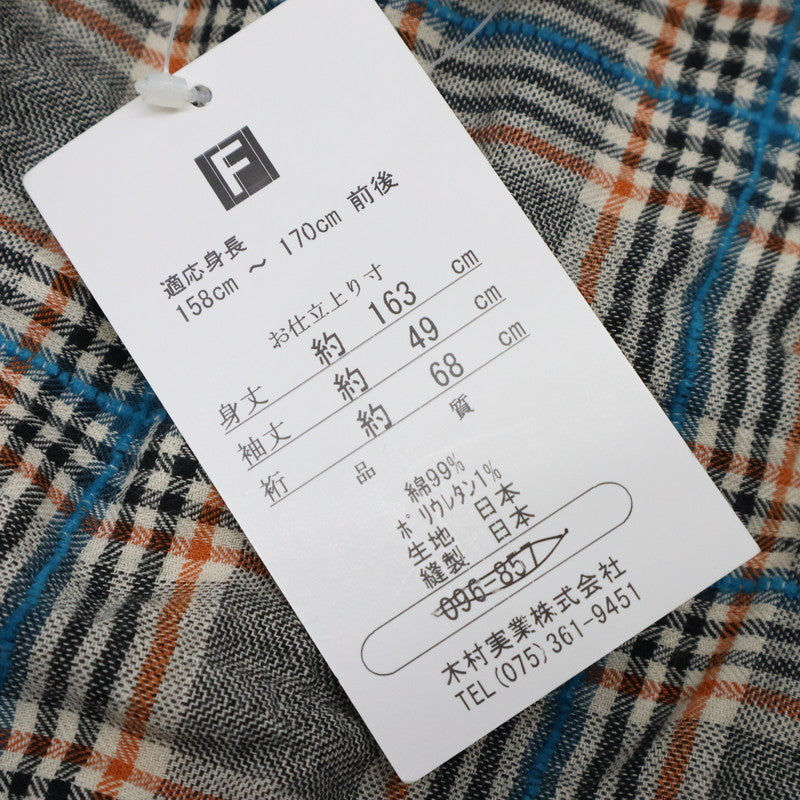 F
適応身長
158cm ～ 170cm 前後
お仕立上り寸
身丈 約 163 cm
袖丈 約 49 cm
裄 約 68 cm
品 質
綿99%
ポリウレタン1%
生地 日本
縫製 日本
096-857
木村実業株式会社
TEL(075)361-9451